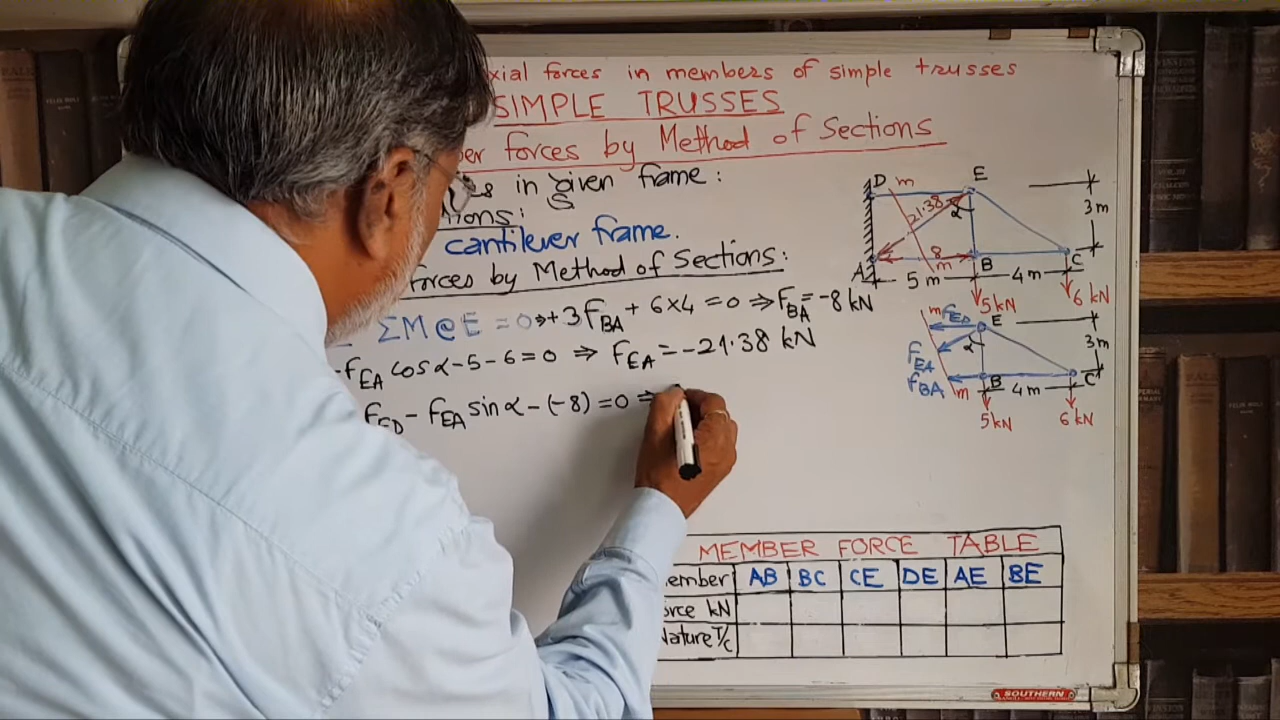 xial forces in members of simple trusses
SIMPLE TRUSSES
er forces by Method of Sections
in given frame:
S
tions:
cantilever frame.
forces by Method of Sections:
ΣM@E = 0 ⇒ +3F_BA + 6×4 = 0 ⇒ F_BA = -8 kN
-F_EA cos α - 5 - 6 = 0 ⇒ F_EA = -21.38 kN
F_ED - F_EA sin α - (-8) = 0 ⇒
D m E
21.38 α 3 m
8
A m B C
5 m 4 m
5 kN 6 kN
m F_ED E
α 3 m
F_EA
F_BA m B 4 m C
5 kN 6 kN
MEMBER FORCE TABLE
ember AB BC CE DE AE BE
orce kN
Nature T/C
SOUTHERN